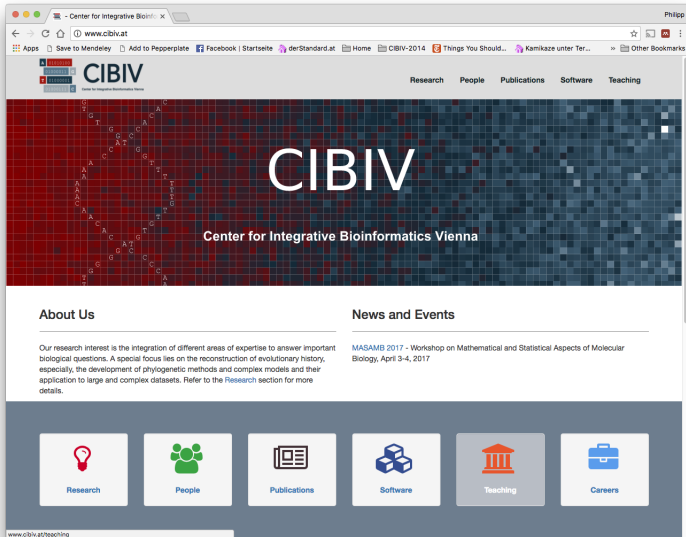 - Center for Integrative Bioinfo
Philipp
www.cibiv.at
Apps
Save to Mendeley
Add to Pepperplate
Facebook | Startseite
derStandard.at
Home
CIBIV-2014
Things You Should...
Kamikaze unter Ter...
»
Other Bookmarks
CIBIV
Center for Integrative Bioinformatics Vienna
Research People Publications Software Teaching
CIBIV
Center for Integrative Bioinformatics Vienna
About Us
Our research interest is the integration of different areas of expertise to answer important
biological questions. A special focus lies on the reconstruction of evolutionary history,
especially, the development of phylogenetic methods and complex models and their
application to large and complex datasets. Refer to the Research section for more
details.
News and Events
MASAMB 2017 - Workshop on Mathematical and Statistical Aspects of Molecular
Biology, April 3-4, 2017
Research
People
Publications
Software
Teaching
Careers
www.cibiv.at/teaching